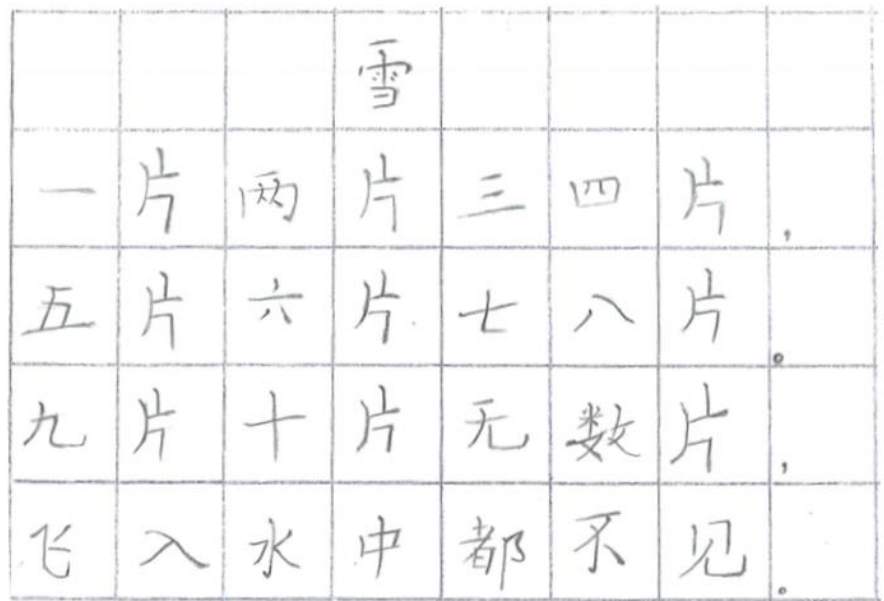 雪
一片两片三四片，
五片六片七八片。
九片十片无数片，
飞入水中都不见。